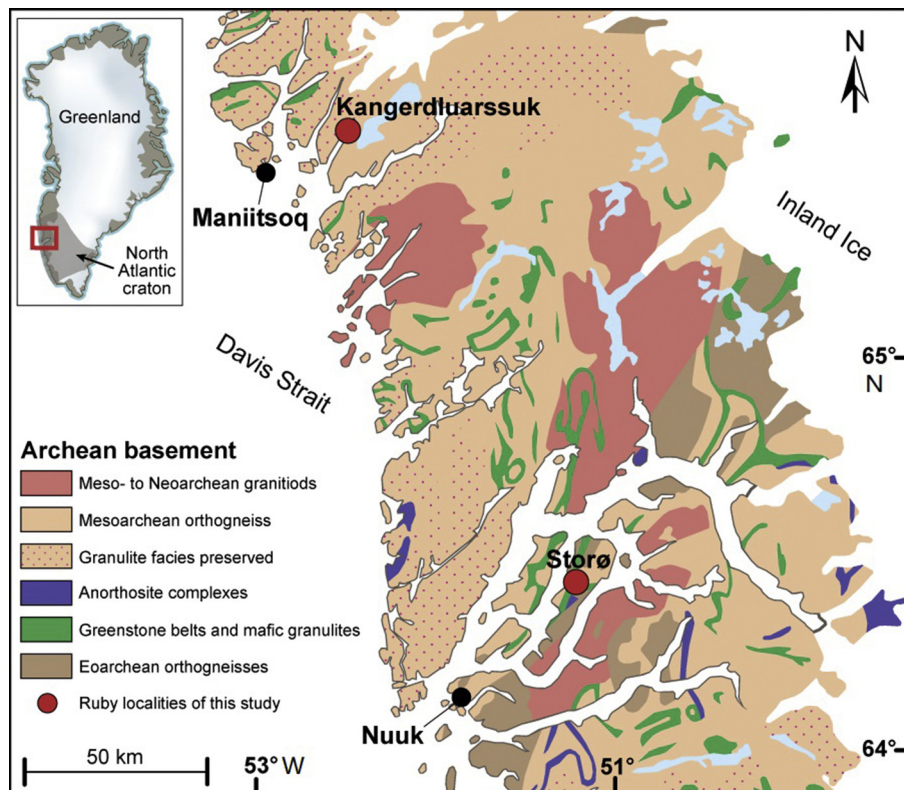 Greenland
North
Atlantic
craton
N
Kangerdluarssuk
Maniitsoq
Inland Ice
Davis Strait
65°
N
Archean basement
Meso- to Neoarchean granitiods
Mesoarchean orthogneiss
Granulite facies preserved
Anorthosite complexes
Greenstone belts and mafic granulites
Eoarchean orthogneisses
Ruby localities of this study
Storø
Nuuk
50 km
53° W
51°
64°